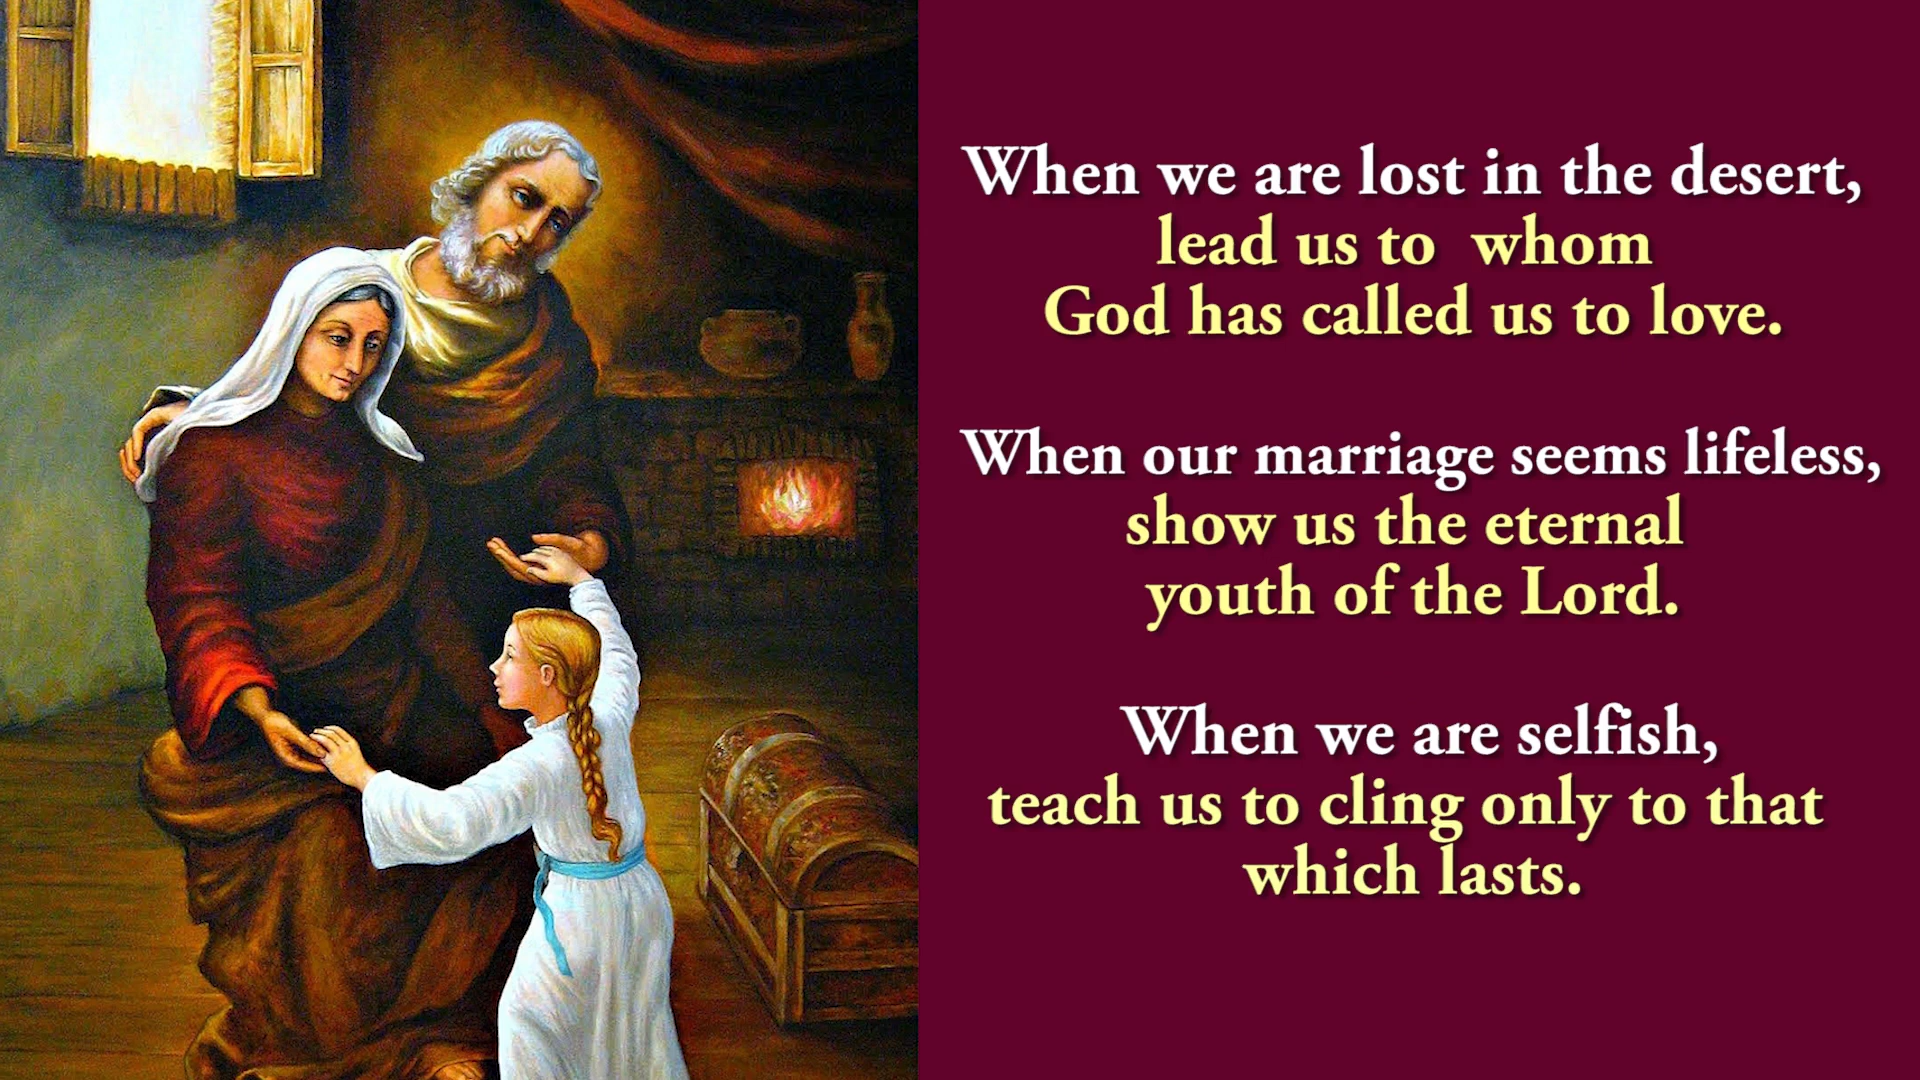 When we are lost in the desert,
lead us to whom
God has called us to love.
When our marriage seems lifeless,
show us the eternal
youth of the Lord.
When we are selfish,
teach us to cling only to that
which lasts.